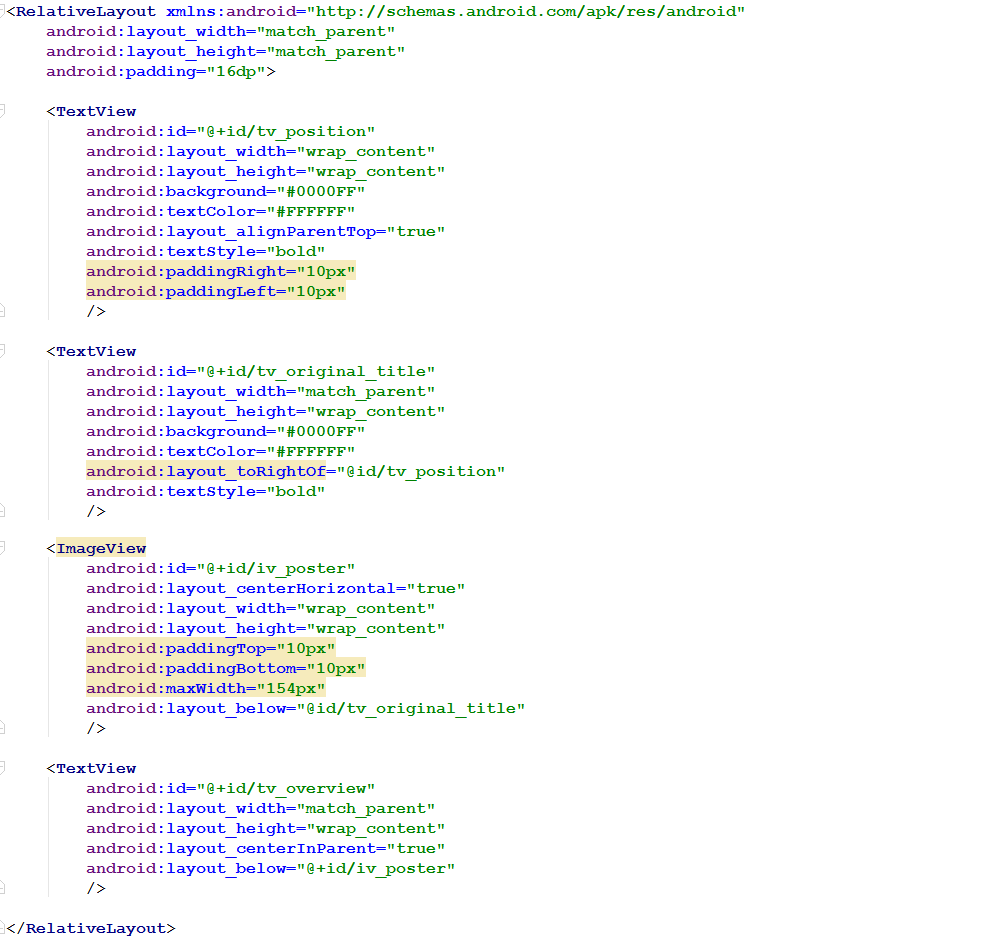 <RelativeLayout xmlns:android="http://schemas.android.com/apk/res/android"
    android:layout_width="match_parent"
    android:layout_height="match_parent"
    android:padding="16dp">

    <TextView
        android:id="@+id/tv_position"
        android:layout_width="wrap_content"
        android:layout_height="wrap_content"
        android:background="#0000FF"
        android:textColor="#FFFFFF"
        android:layout_alignParentTop="true"
        android:textStyle="bold"
        android:paddingRight="10px"
        android:paddingLeft="10px"
        />

    <TextView
        android:id="@+id/tv_original_title"
        android:layout_width="match_parent"
        android:layout_height="wrap_content"
        android:background="#0000FF"
        android:textColor="#FFFFFF"
        android:layout_toRightOf="@id/tv_position"
        android:textStyle="bold"
        />

    <ImageView
        android:id="@+id/iv_poster"
        android:layout_centerHorizontal="true"
        android:layout_width="wrap_content"
        android:layout_height="wrap_content"
        android:paddingTop="10px"
        android:paddingBottom="10px"
        android:maxWidth="154px"
        android:layout_below="@id/tv_original_title"
        />

    <TextView
        android:id="@+id/tv_overview"
        android:layout_width="match_parent"
        android:layout_height="wrap_content"
        android:layout_centerInParent="true"
        android:layout_below="@+id/iv_poster"
        />

</RelativeLayout>